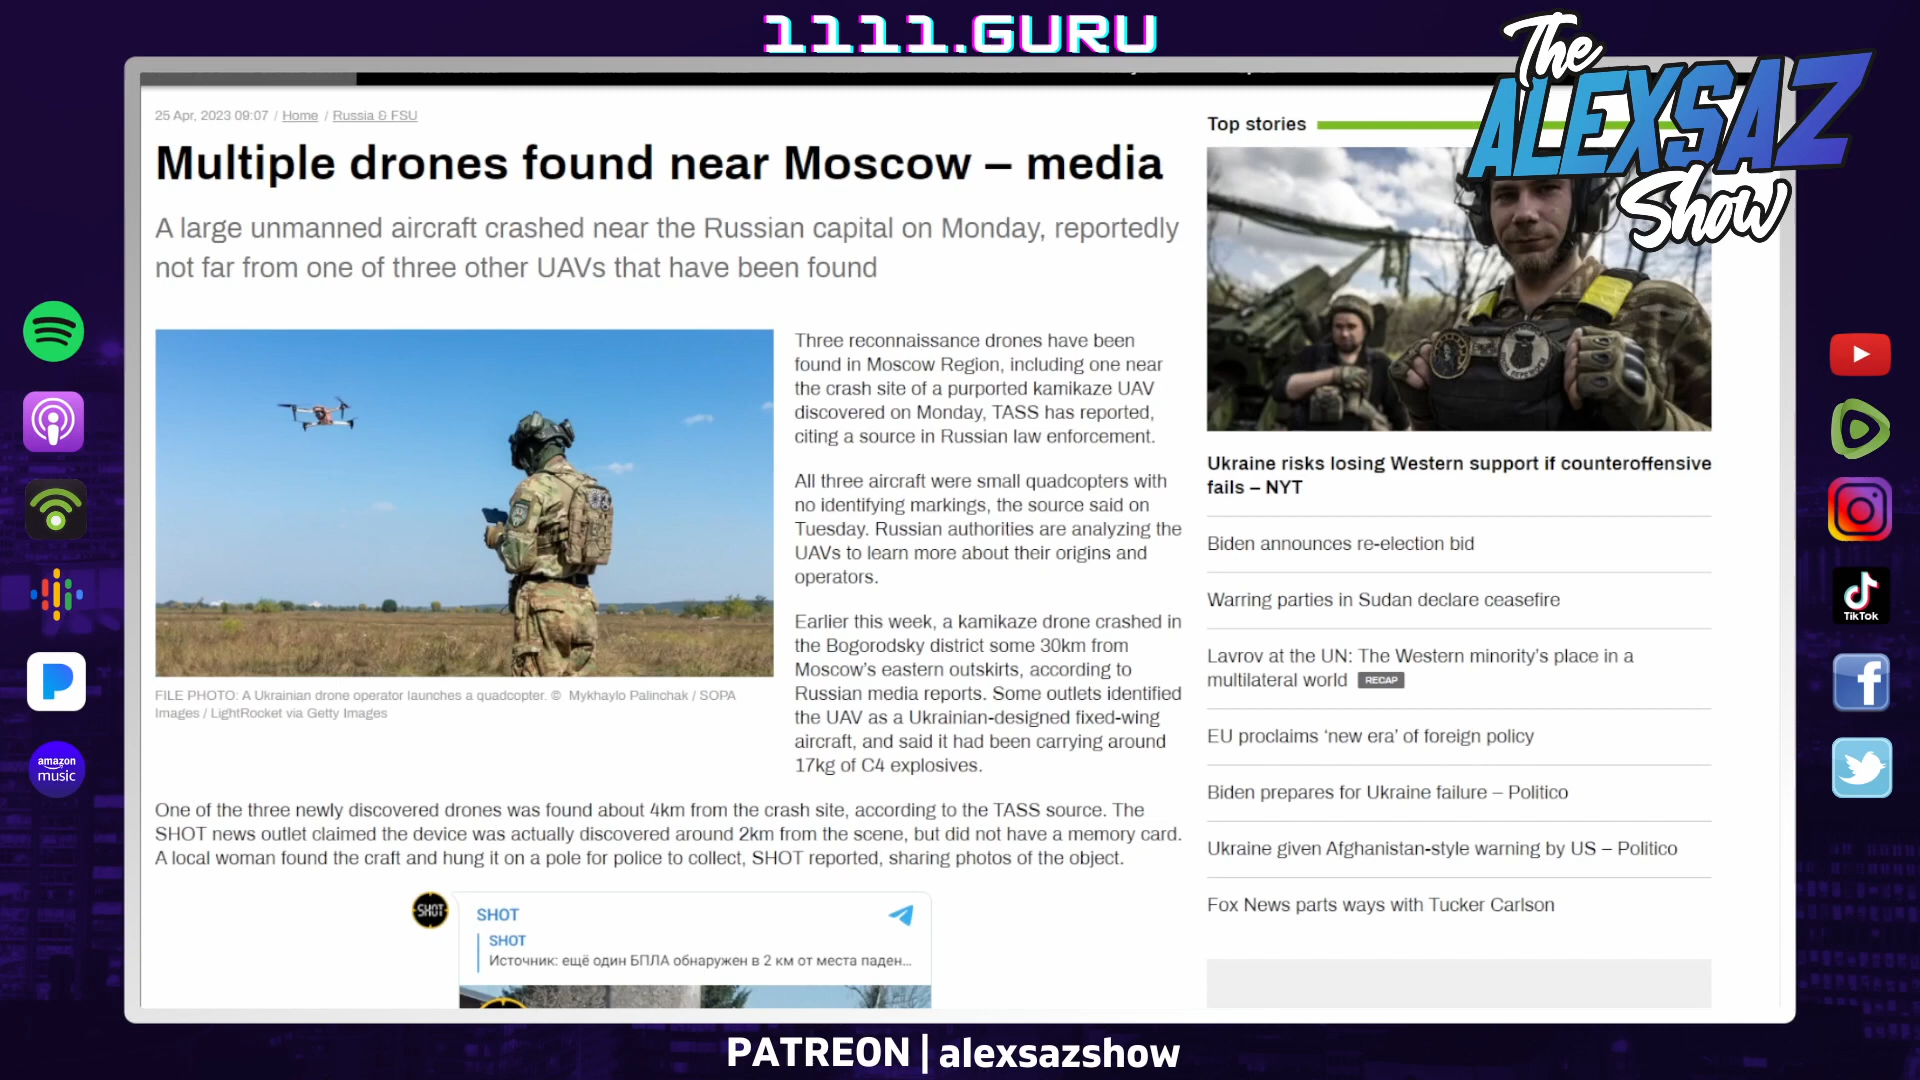 1111.GURU
The
ALEXSAZ
Show
25 Apr, 2023 09:07 / Home / Russia & FSU
Multiple drones found near Moscow – media
A large unmanned aircraft crashed near the Russian capital on Monday, reportedly
not far from one of three other UAVs that have been found
FILE PHOTO: A Ukrainian drone operator launches a quadcopter. © Mykhaylo Palinchak / SOPA
Images / LightRocket via Getty Images
Three reconnaissance drones have been
found in Moscow Region, including one near
the crash site of a purported kamikaze UAV
discovered on Monday, TASS has reported,
citing a source in Russian law enforcement.
All three aircraft were small quadcopters with
no identifying markings, the source said on
Tuesday. Russian authorities are analyzing the
UAVs to learn more about their origins and
operators.
Earlier this week, a kamikaze drone crashed in
the Bogorodsky district some 30km from
Moscow’s eastern outskirts, according to
Russian media reports. Some outlets identified
the UAV as a Ukrainian-designed fixed-wing
aircraft, and said it had been carrying around
17kg of C4 explosives.
One of the three newly discovered drones was found about 4km from the crash site, according to the TASS source. The
SHOT news outlet claimed the device was actually discovered around 2km from the scene, but did not have a memory card.
A local woman found the craft and hung it on a pole for police to collect, SHOT reported, sharing photos of the object.
SHOT
SHOT
SHOT
Источник: ещё один БПЛА обнаружен в 2 км от места паден...
Top stories
Ukraine risks losing Western support if counteroffensive
fails – NYT
Biden announces re-election bid
Warring parties in Sudan declare ceasefire
Lavrov at the UN: The Western minority’s place in a
multilateral world RECAP
EU proclaims ‘new era’ of foreign policy
Biden prepares for Ukraine failure – Politico
Ukraine given Afghanistan-style warning by US – Politico
Fox News parts ways with Tucker Carlson
amazon
music
TikTok
PATREON | alexsazshow